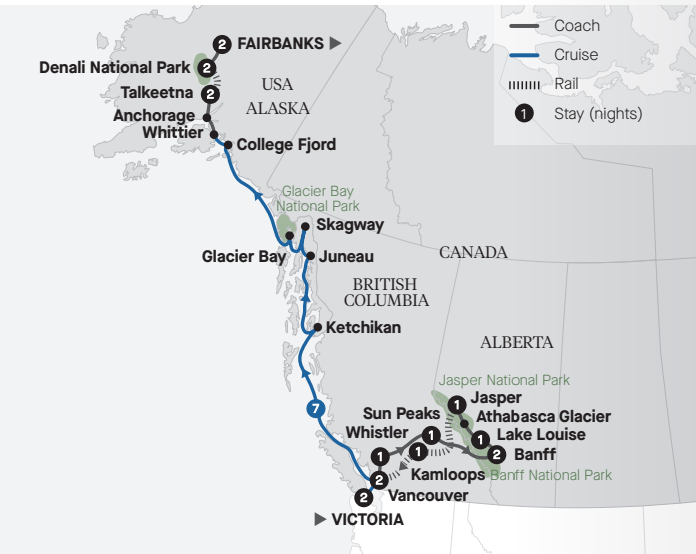 Coach
Cruise
Rail
1 Stay (nights)
2 FAIRBANKS
Denali National Park 2
Talkeetna 2
USA
ALASKA
Anchorage
Whittier
College Fjord
Glacier Bay
National Park
Skagway
Glacier Bay
Juneau
CANADA
BRITISH
COLUMBIA
Ketchikan
ALBERTA
Jasper National Park
1 Jasper
Athabasca Glacier
7
Sun Peaks
1
Whistler
1
1 Lake Louise
1
2 Banff
Kamloops
Banff National Park
2
Vancouver
2
VICTORIA